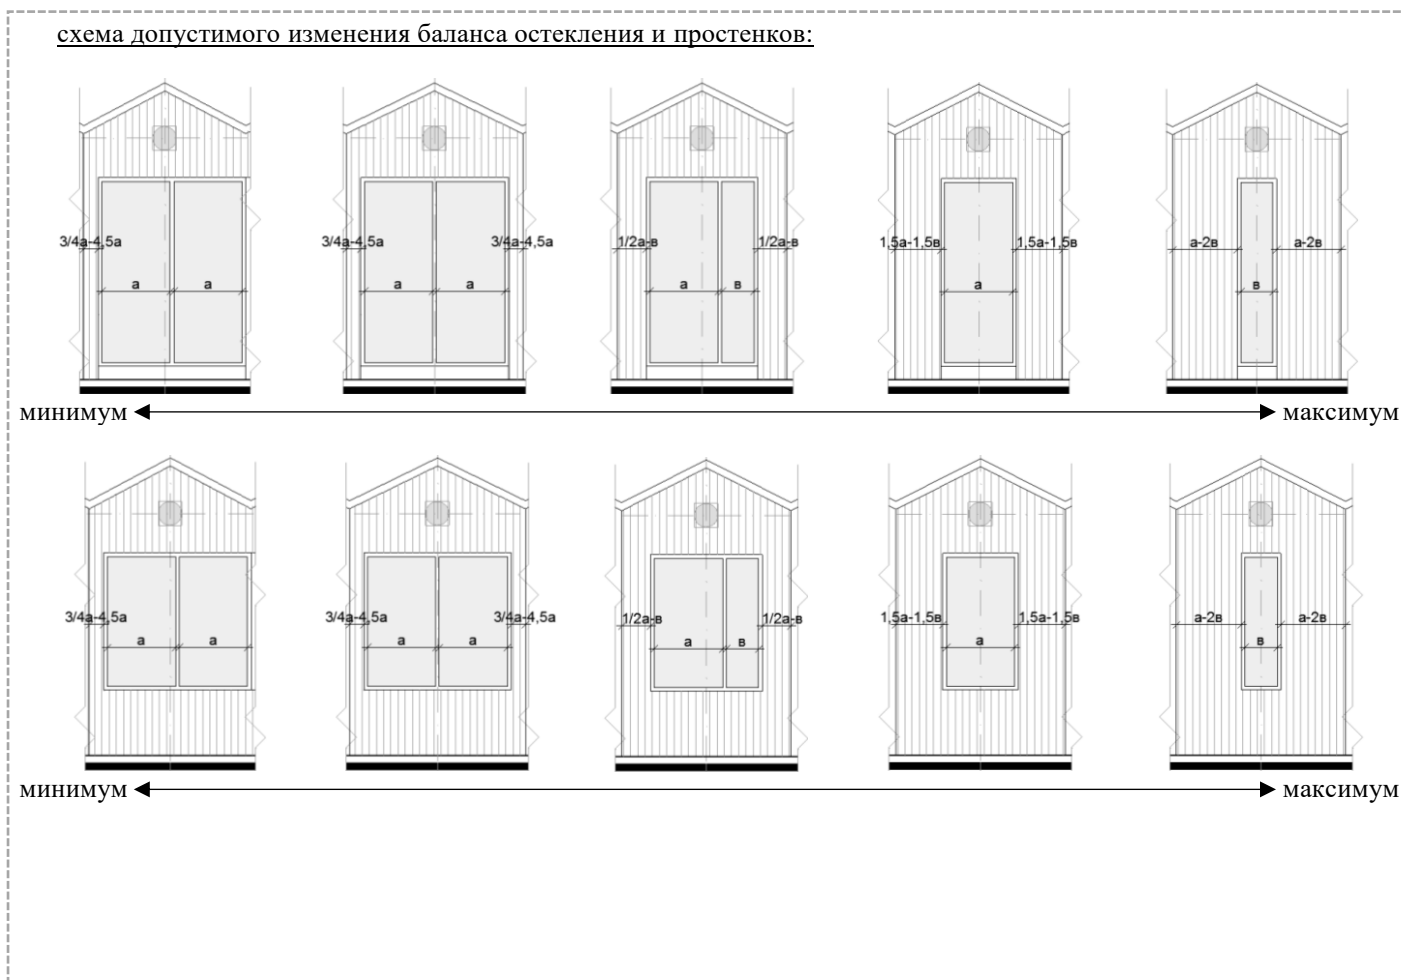 схема допустимого изменения баланса остекления и простенков:
3/4а-4,5а 3/4а-4,5а 3/4а-4,5а 1/2а-в 1/2а-в 1,5а-1,5в 1,5а-1,5в а-2в а-2в
а а а а а в а в
минимум максимум
3/4а-4,5а 3/4а-4,5а 3/4а-4,5а 1/2а-в 1/2а-в 1,5а-1,5в 1,5а-1,5в а-2в а-2в
а а а а а в а в
минимум максимум